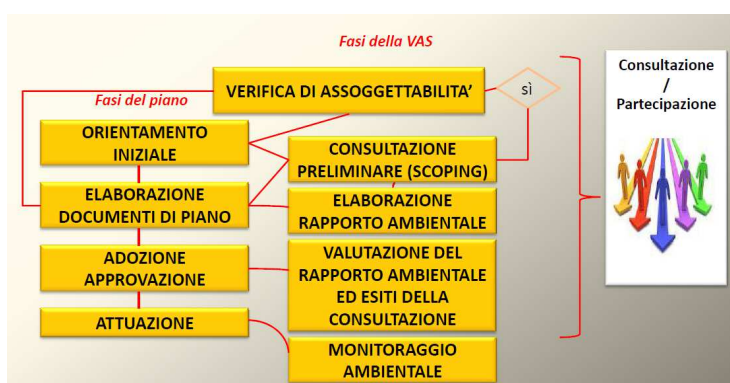 Fasi della VAS
VERIFICA DI ASSOGGETTABILITA'
sì
Fasi del piano
ORIENTAMENTO
INIZIALE
ELABORAZIONE
DOCUMENTI DI PIANO
ADOZIONE
APPROVAZIONE
ATTUAZIONE
CONSULTAZIONE
PRELIMINARE (SCOPING)
ELABORAZIONE
RAPPORTO AMBIENTALE
VALUTAZIONE DEL
RAPPORTO AMBIENTALE
ED ESITI DELLA
CONSULTAZIONE
MONITORAGGIO
AMBIENTALE
Consultazione
/
Partecipazione